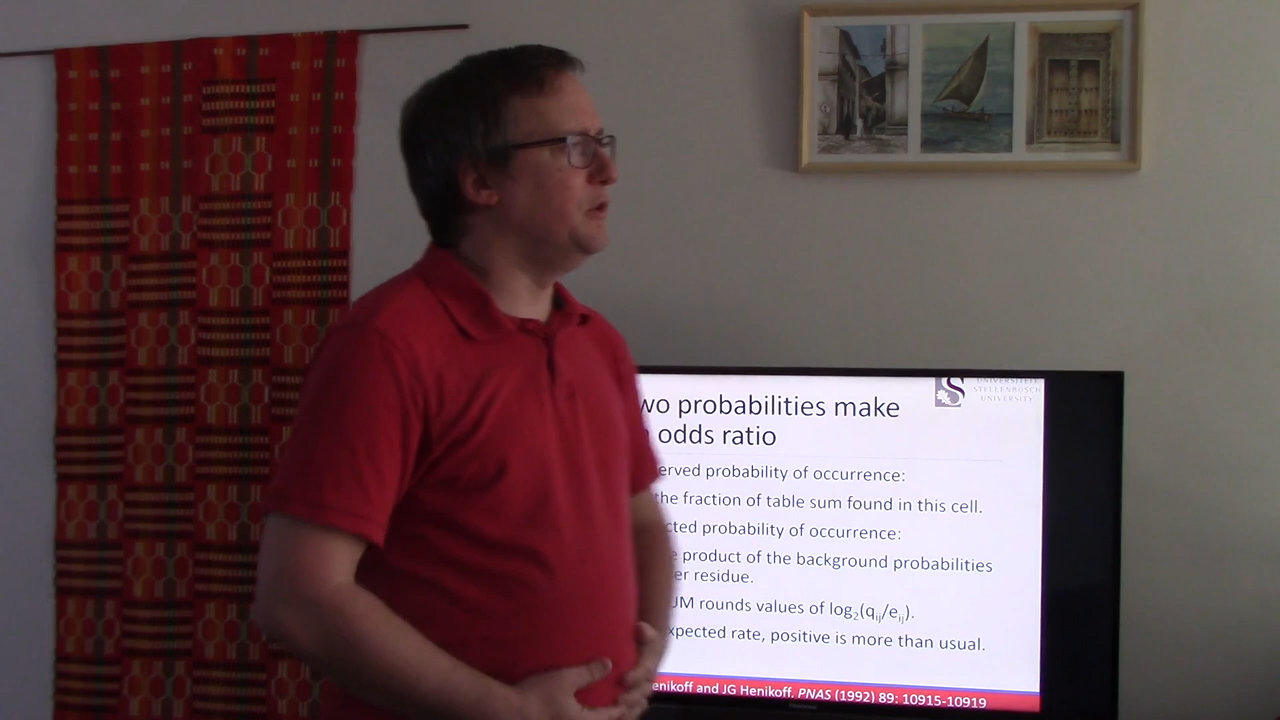 UNIVERSITEIT
STELLENBOSCH
UNIVERSITY
wo probabilities make
odds ratio
erved probability of occurrence:
the fraction of table sum found in this cell.
cted probability of occurrence:
e product of the background probabilities
er residue.
UM rounds values of log2(qij/eij).
xpected rate, positive is more than usual.
enikoff and JG Henikoff. PNAS (1992) 89: 10915-10919
Hisense